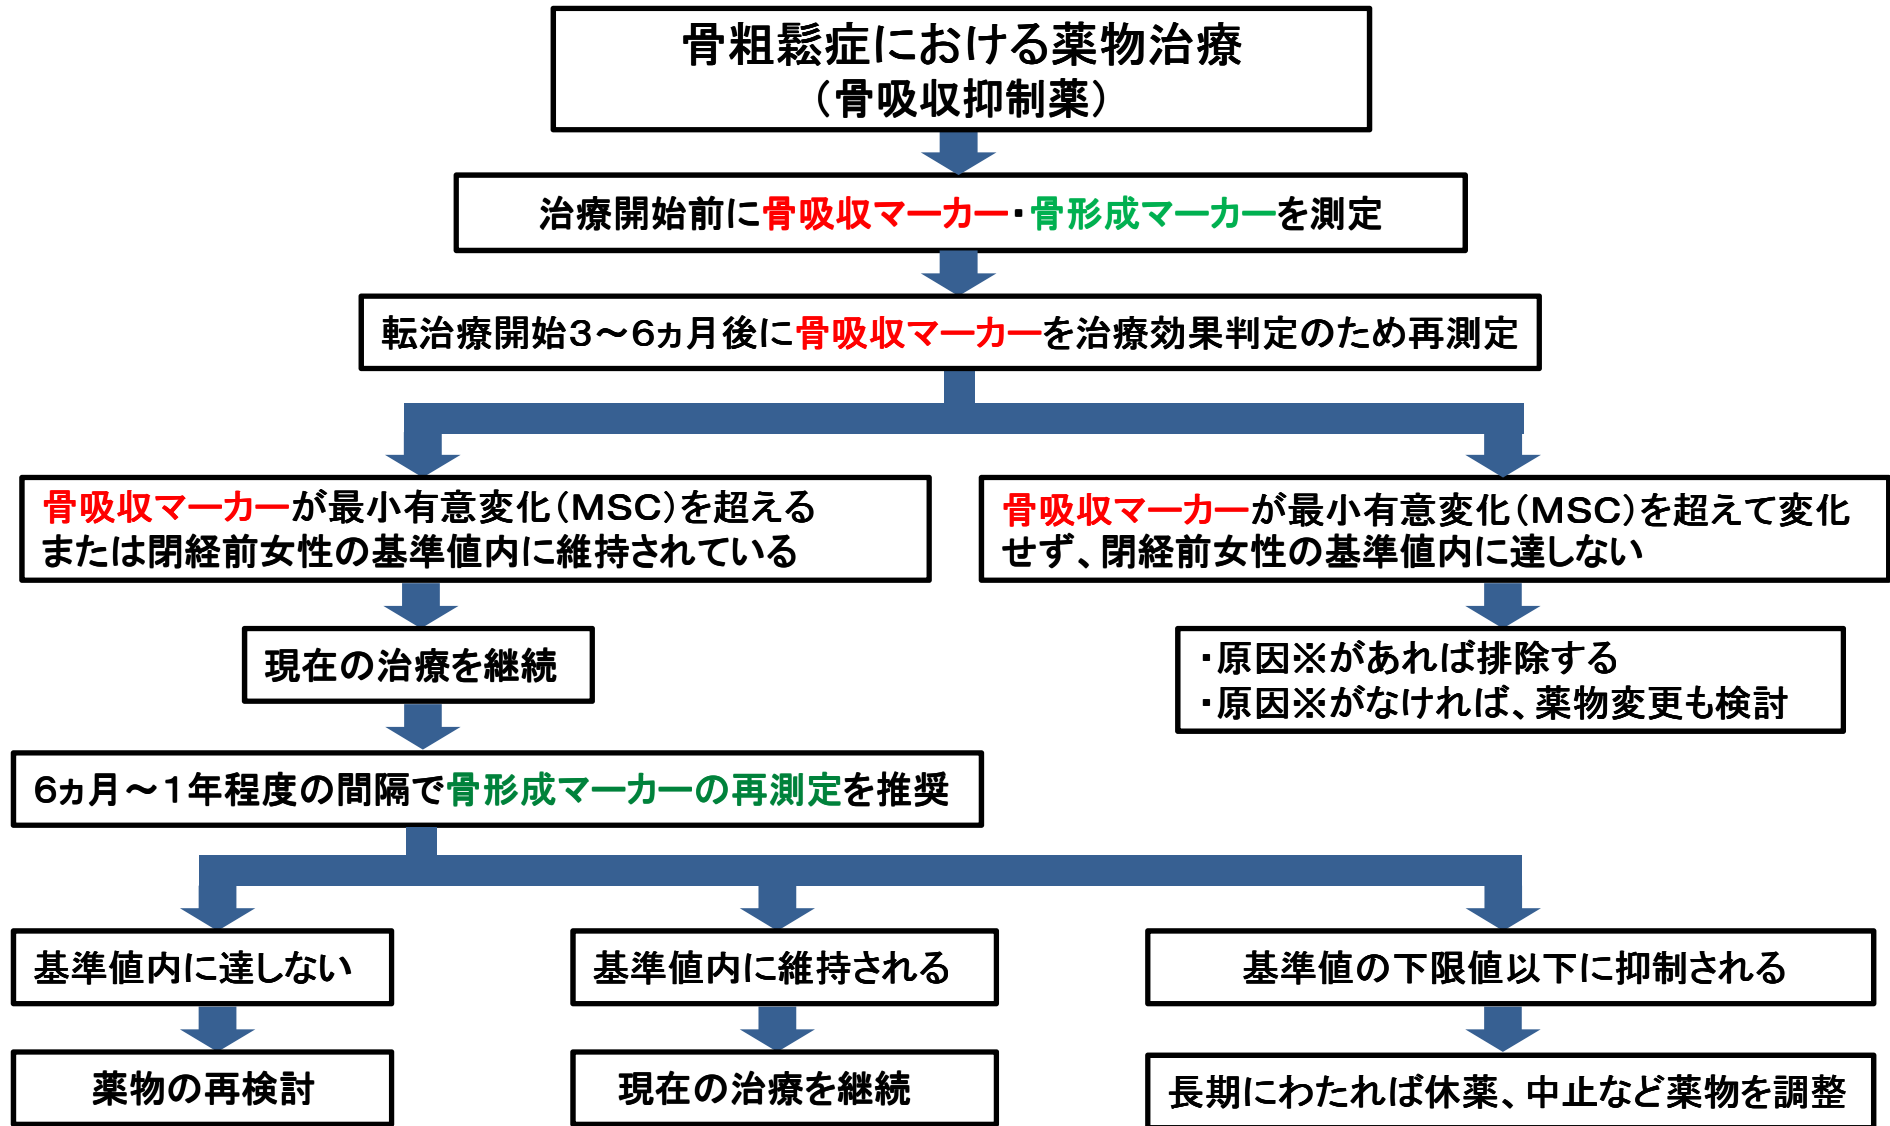 骨粗鬆症における薬物治療
（骨吸収抑制薬）
治療開始前に骨吸収マーカー・骨形成マーカーを測定
転治療開始3～6ヵ月後に骨吸収マーカーを治療効果判定のため再測定
骨吸収マーカーが最小有意変化（MSC）を超える
または閉経前女性の基準値内に維持されている
骨吸収マーカーが最小有意変化（MSC）を超えて変化
せず、閉経前女性の基準値内に達しない
現在の治療を継続
・原因※があれば排除する
・原因※がなければ、薬物変更も検討
6ヵ月～1年程度の間隔で骨形成マーカーの再測定を推奨
基準値内に達しない
基準値内に維持される
基準値の下限値以下に抑制される
薬物の再検討
現在の治療を継続
長期にわたれば休薬、中止など薬物を調整